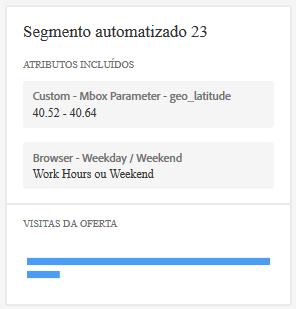 Segmento automatizado 23
ATRIBUTOS INCLUÍDOS
Custom - Mbox Parameter - geo_latitude
40.52 - 40.64
Browser - Weekday / Weekend
Work Hours ou Weekend
VISITAS DA OFERTA